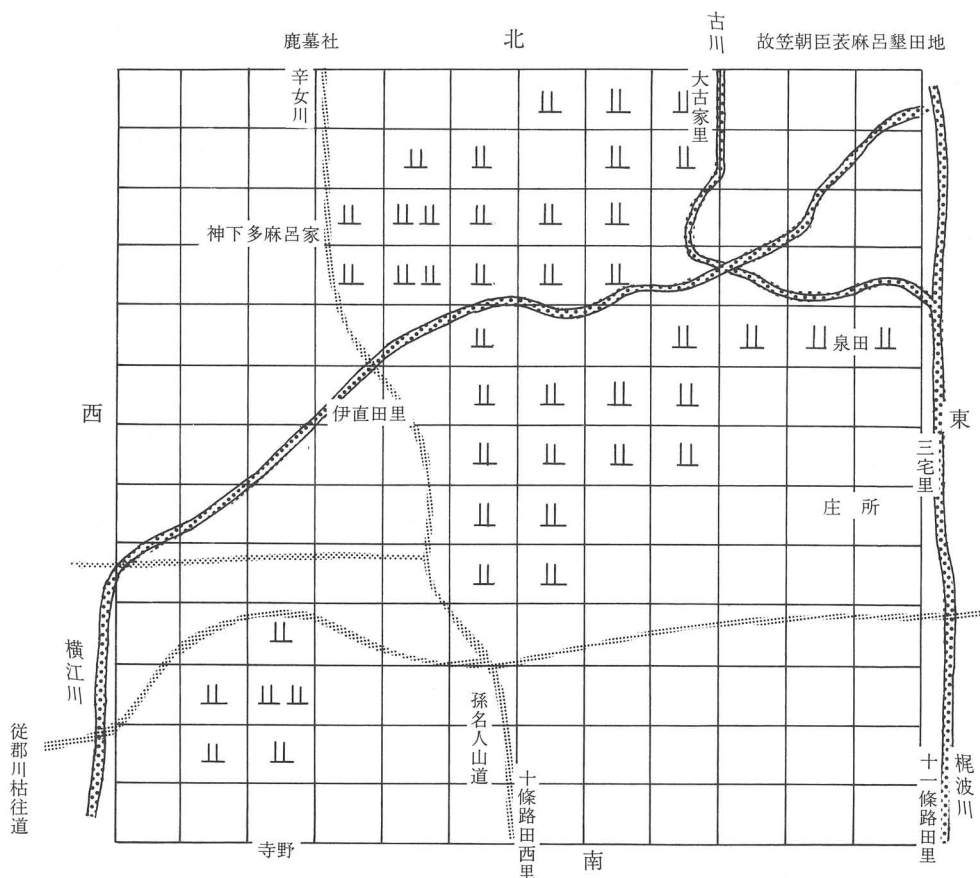 鹿墓社
北
古川
故笠朝臣蓑麻呂墾田地
辛女川
大古家里
神下多麻呂家
泉田
西
伊直田里
東
三宅里
庄所
横江川
従郡川枯往道
孫名人山道
十條路田西里
十一條路田里
梶波川
寺野
南